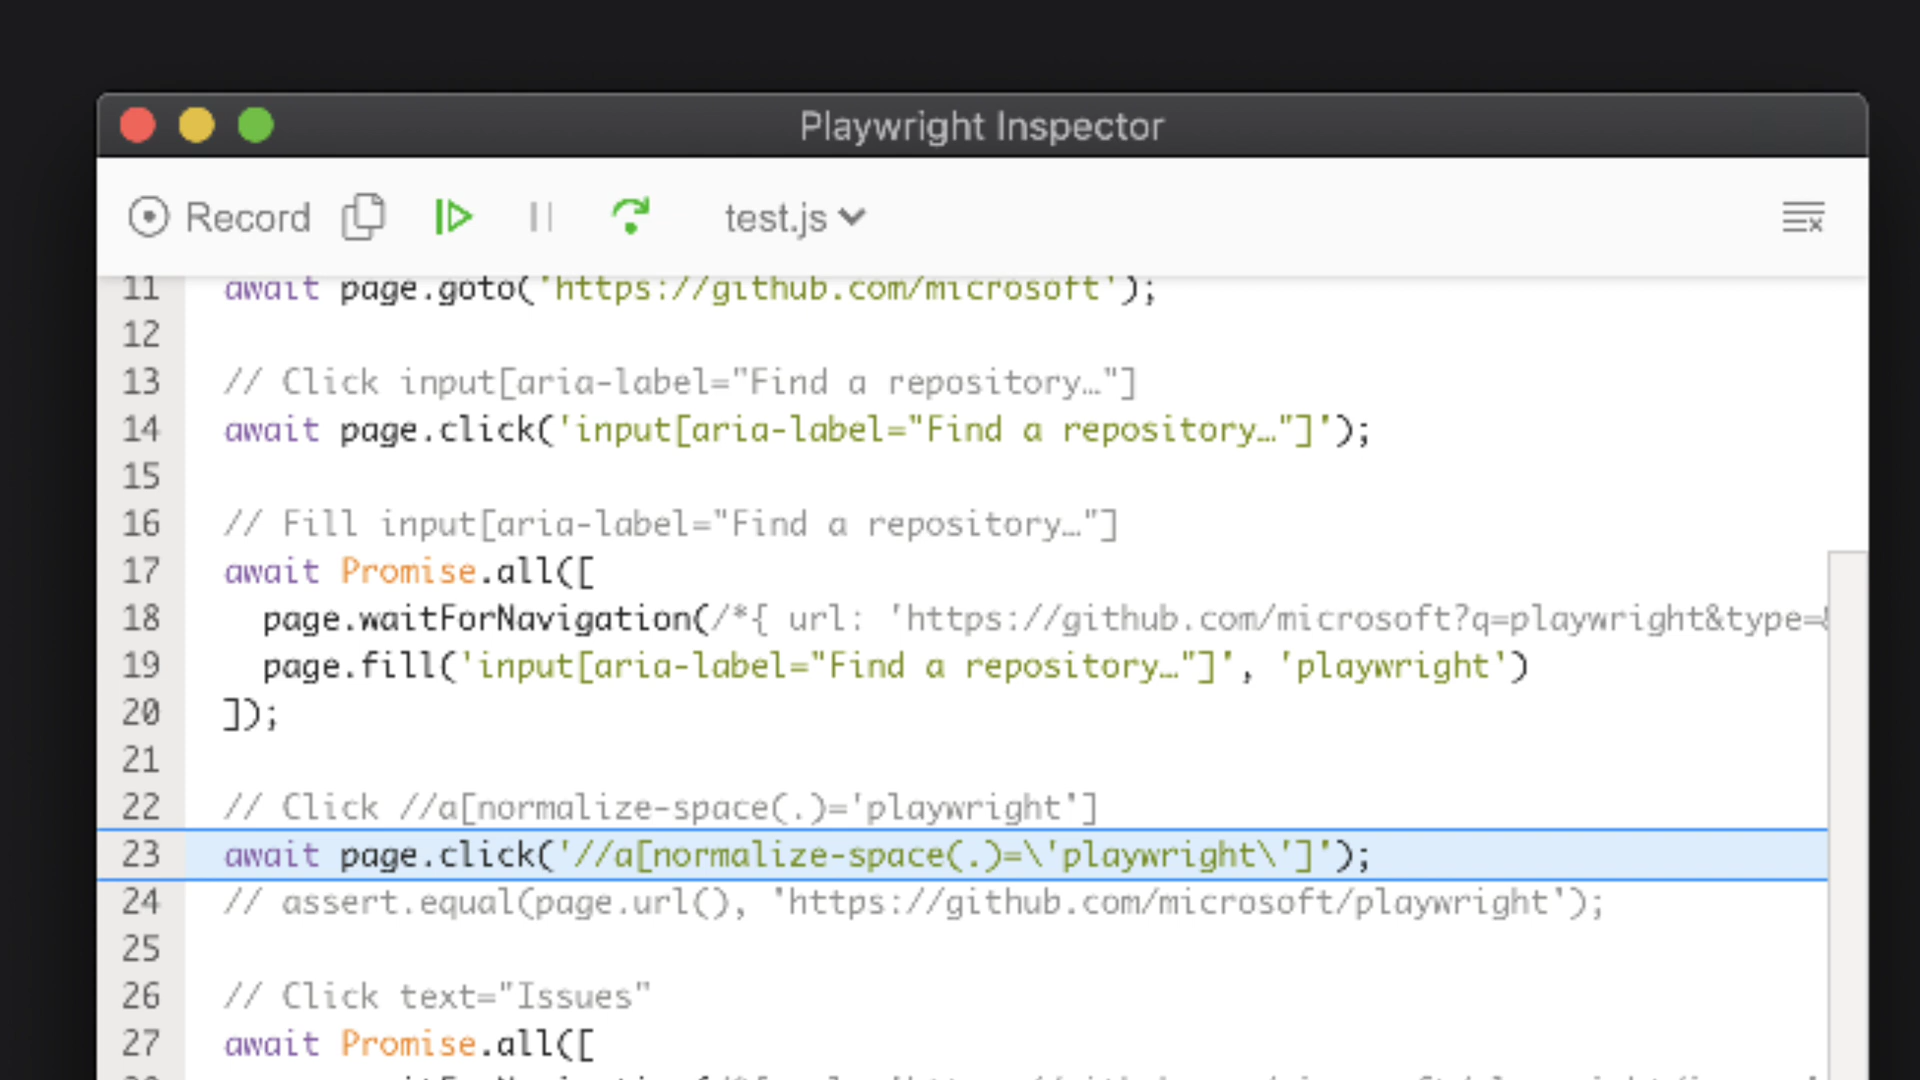 Playwright Inspector
Record test.js
11 await page.goto('https://github.com/microsoft');
12
13 // Click input[aria-label="Find a repository…"]
14 await page.click('input[aria-label="Find a repository…"]');
15
16 // Fill input[aria-label="Find a repository…"]
17 await Promise.all([
18 page.waitForNavigation(/*{ url: 'https://github.com/microsoft?q=playwright&type=&
19 page.fill('input[aria-label="Find a repository…"]', 'playwright')
20 ]);
21
22 // Click //a[normalize-space(.)='playwright']
23 await page.click('//a[normalize-space(.)=\'playwright\']');
24 // assert.equal(page.url(), 'https://github.com/microsoft/playwright');
25
26 // Click text="Issues"
27 await Promise.all([